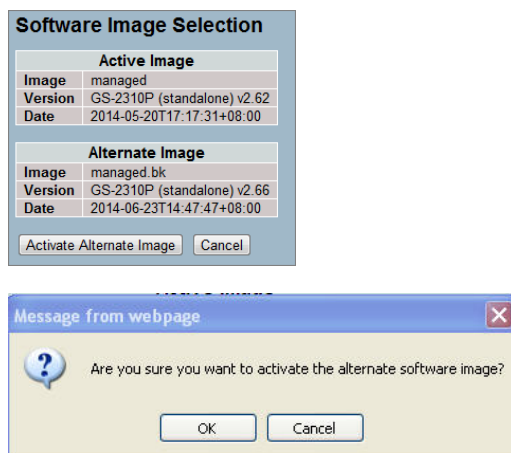 Software Image Selection
Active Image
Image managed
Version GS-2310P (standalone) v2.62
Date 2014-05-20T17:17:31+08:00
Alternate Image
Image managed.bk
Version GS-2310P (standalone) v2.66
Date 2014-06-23T14:47:47+08:00
Activate Alternate Image Cancel
Message from webpage
Are you sure you want to activate the alternate software image?
OK Cancel